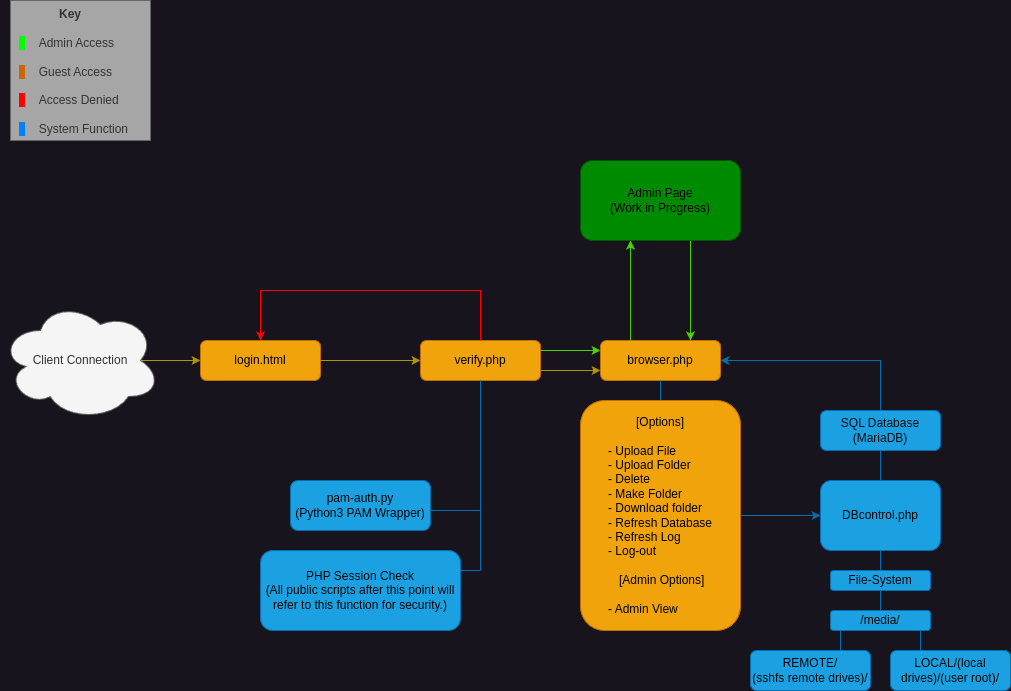 Key
Admin Access
Guest Access
Access Denied
System Function
Admin Page
(Work in Progress)
Client Connection
login.html
verify.php
browser.php
[Options]
- Upload File
- Upload Folder
- Delete
- Make Folder
- Download folder
- Refresh Database
- Refresh Log
- Log-out
[Admin Options]
- Admin View
SQL Database
(MariaDB)
DBcontrol.php
pam-auth.py
(Python3 PAM Wrapper)
PHP Session Check
(All public scripts after this point will
refer to this function for security.)
File-System
/media/
REMOTE/
(sshfs remote drives)/
LOCAL/(local
drives)/(user root)/